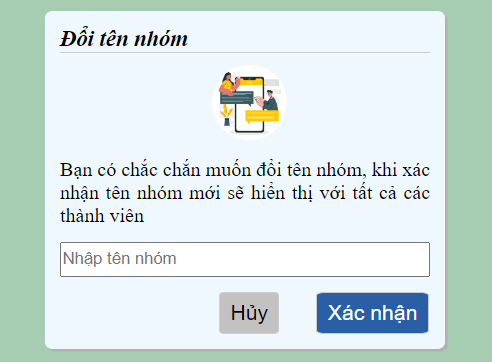 Đổi tên nhóm
Bạn có chắc chắn muốn đổi tên nhóm, khi xác
nhận tên nhóm mới sẽ hiển thị với tất cả các
thành viên
Nhập tên nhóm
Hủy
Xác nhận